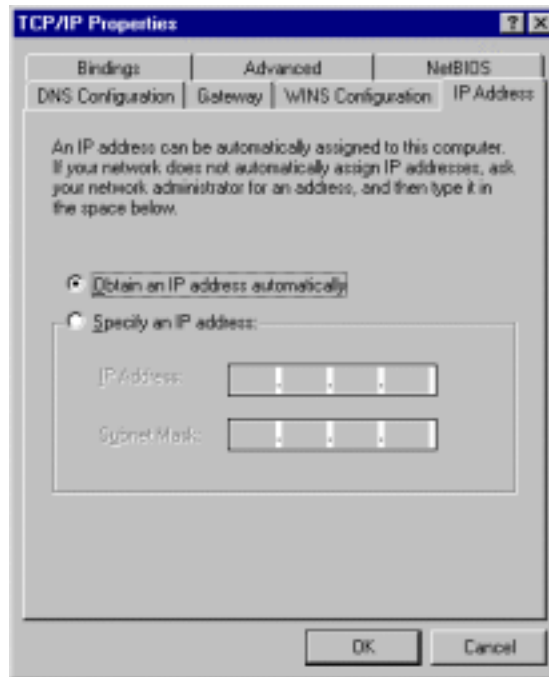 TCP/IP Properties
Bindings Advanced NetBIOS
DNS Configuration Gateway WINS Configuration IP Address
An IP address can be automatically assigned to this computer.
If your network does not automatically assign IP addresses, ask
your network administrator for an address, and then type it in
the space below.
Obtain an IP address automatically
Specify an IP address:
IP Address:
Subnet Mask:
OK Cancel